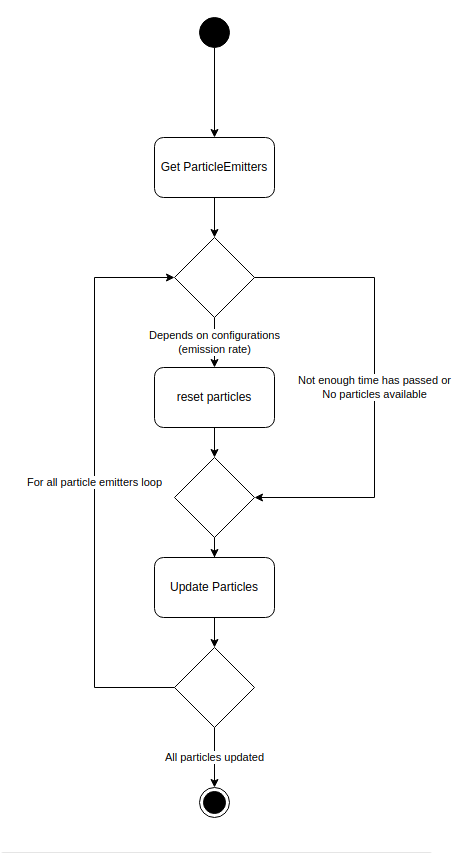 Get ParticleEmitters
Depends on configurations
(emission rate)
Not enough time has passed or
No particles available
reset particles
For all particle emitters loop
Update Particles
All particles updated